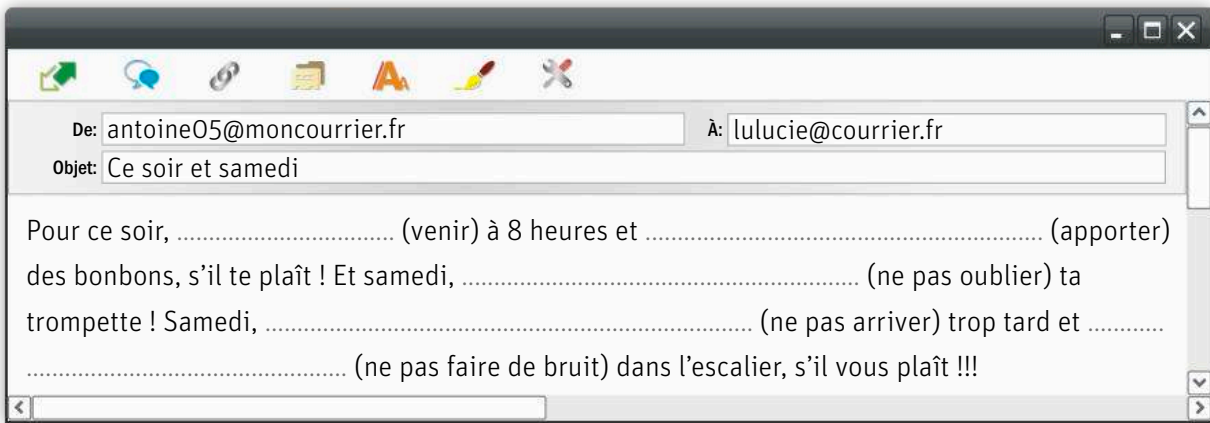 De: antoine05@moncourrier.fr À: lulucie@courrier.fr
Objet: Ce soir et samedi
Pour ce soir, .................................. (venir) à 8 heures et .............................................................. (apporter)
des bonbons, s'il te plaît ! Et samedi, .............................................................. (ne pas oublier) ta
trompette ! Samedi, ............................................................................ (ne pas arriver) trop tard et ............
.................................................. (ne pas faire de bruit) dans l'escalier, s'il vous plaît !!!